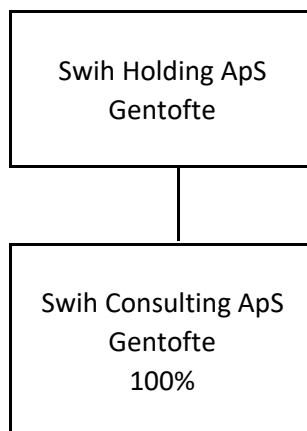 Swih Holding ApS
Gentofte
Swih Consulting ApS
Gentofte
100%